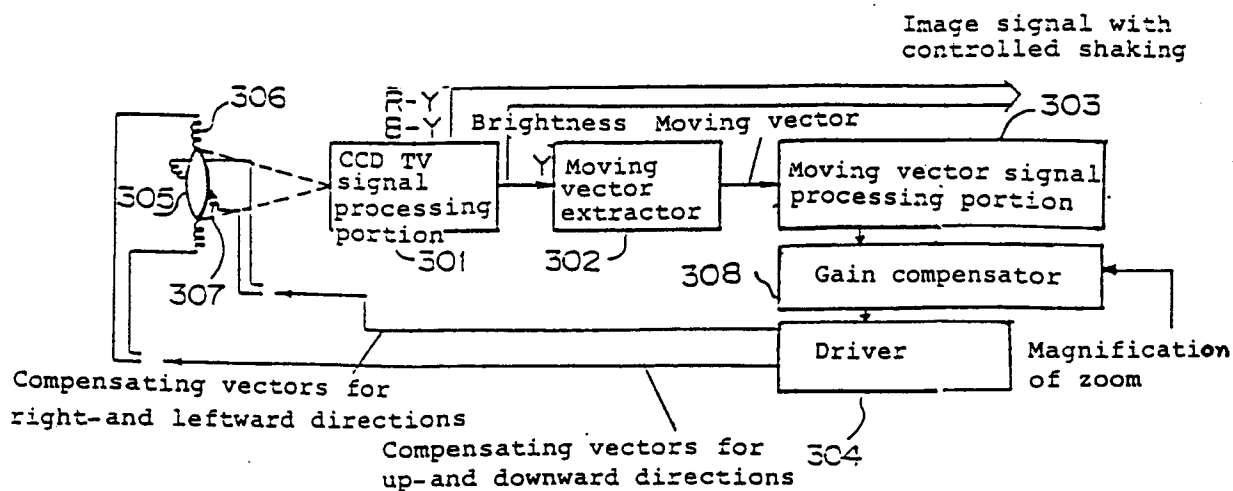 Image signal with
controlled shaking
306
R-Y
B-Y
Brightness
Moving vector
303
CCD TV
signal
processing
portion
Y
Moving
vector
extractor
Moving vector signal
processing portion
305
301
302
307
308
Gain compensator
Driver
Magnification
of zoom
Compensating vectors for
right-and leftward directions
Compensating vectors for
up-and downward directions
304